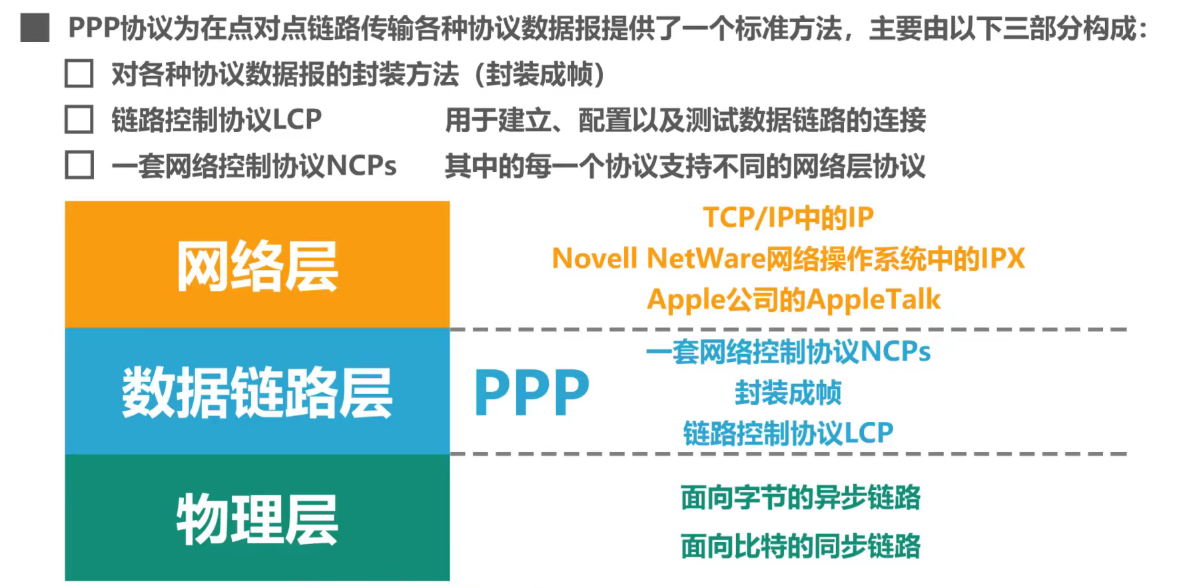 PPP协议为在点对点链路传输各种协议数据报提供了一个标准方法，主要由以下三部分构成：
对各种协议数据报的封装方法（封装成帧）
链路控制协议LCP 用于建立、配置以及测试数据链路的连接
一套网络控制协议NCPs 其中的每一个协议支持不同的网络层协议
网络层
TCP/IP中的IP
Novell NetWare网络操作系统中的IPX
Apple公司的AppleTalk
数据链路层
PPP
一套网络控制协议NCPs
封装成帧
链路控制协议LCP
物理层
面向字节的异步链路
面向比特的同步链路